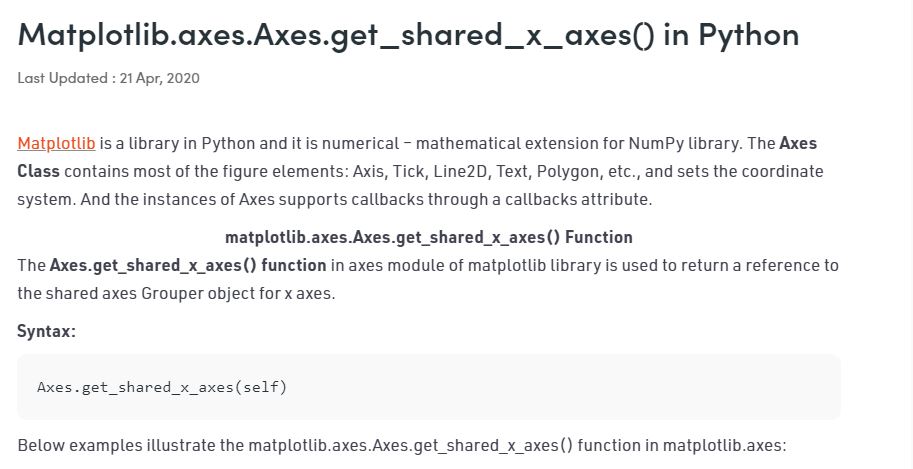 Matplotlib.axes.Axes.get_shared_x_axes() in Python
Last Updated : 21 Apr, 2020
Matplotlib is a library in Python and it is numerical – mathematical extension for NumPy library. The Axes
Class contains most of the figure elements: Axis, Tick, Line2D, Text, Polygon, etc., and sets the coordinate
system. And the instances of Axes supports callbacks through a callbacks attribute.
matplotlib.axes.Axes.get_shared_x_axes() Function
The Axes.get_shared_x_axes() function in axes module of matplotlib library is used to return a reference to
the shared axes Grouper object for x axes.
Syntax:
Axes.get_shared_x_axes(self)
Below examples illustrate the matplotlib.axes.Axes.get_shared_x_axes() function in matplotlib.axes: